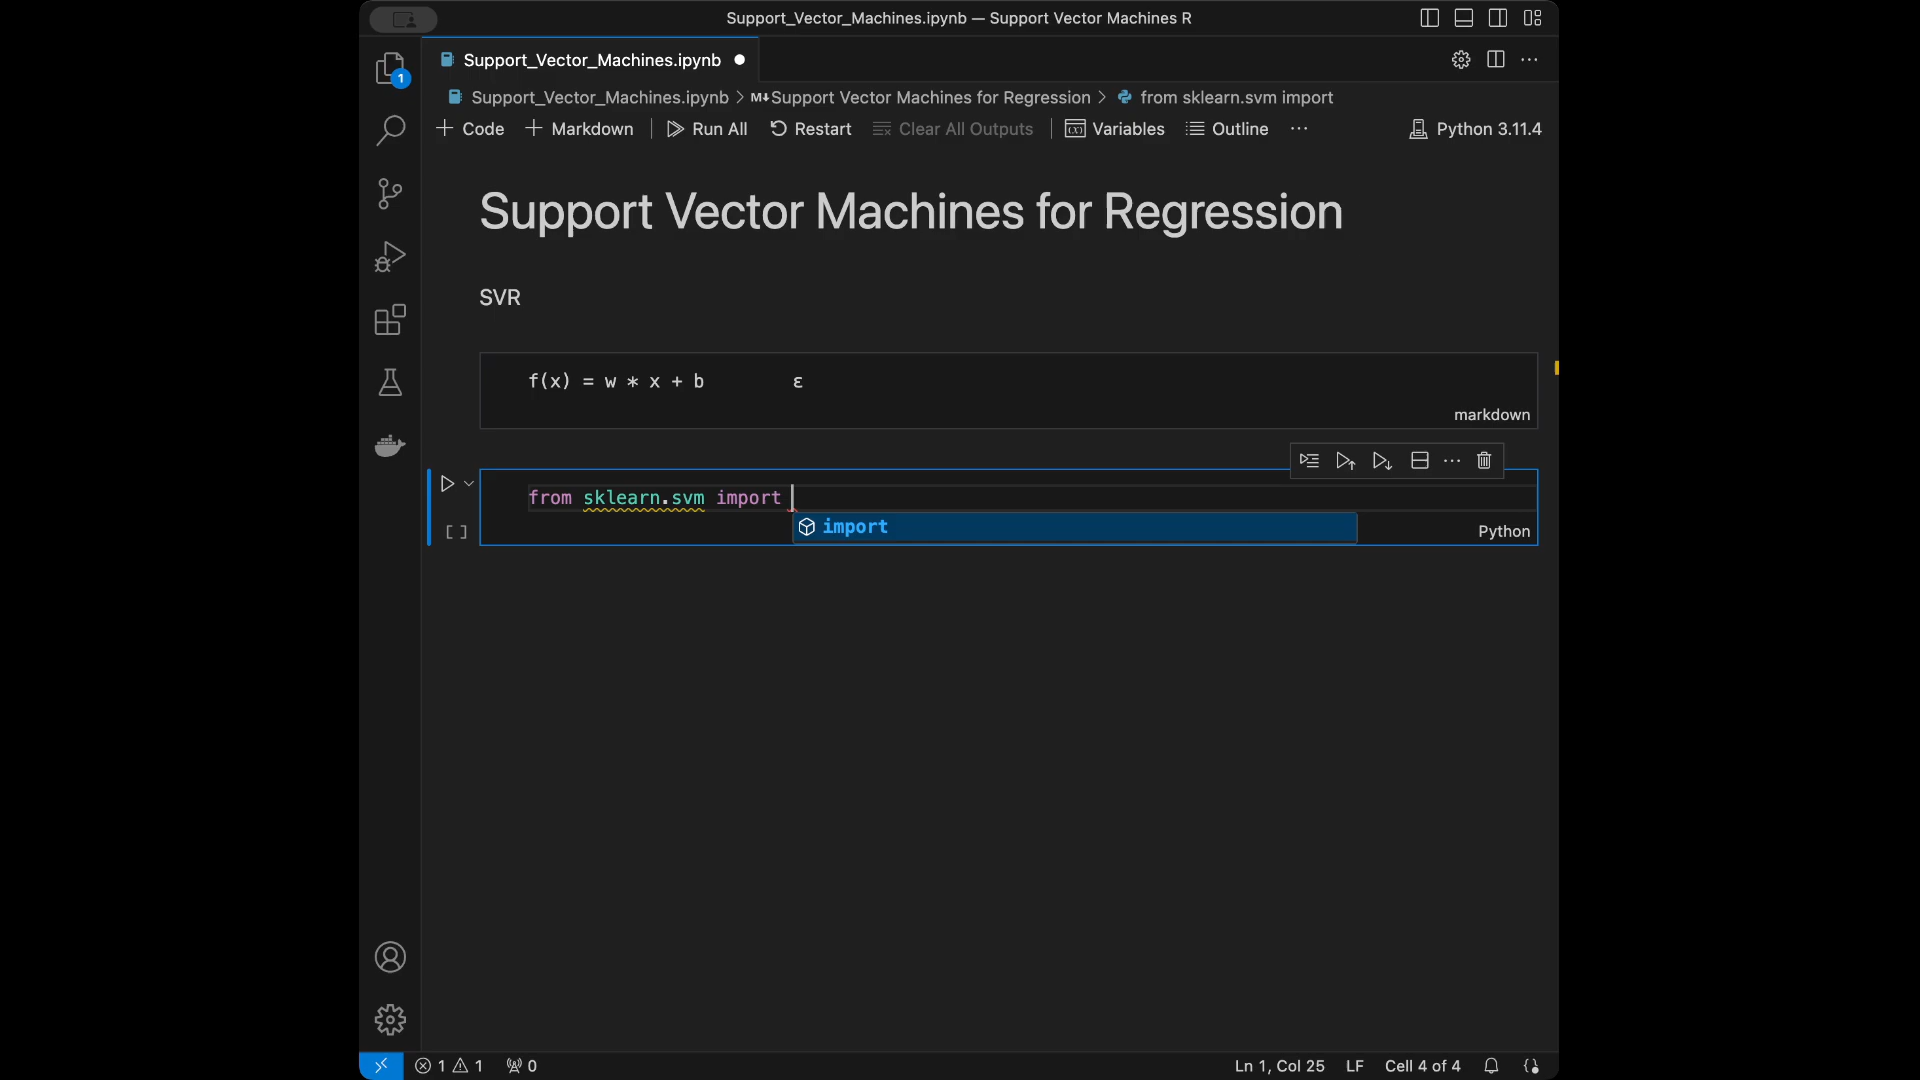 Support_Vector_Machines.ipynb — Support Vector Machines R
1
Support_Vector_Machines.ipynb
Support_Vector_Machines.ipynb > M↓ Support Vector Machines for Regression > from sklearn.svm import
+ Code + Markdown Run All Restart Clear All Outputs Variables Outline ··· Python 3.11.4
Support Vector Machines for Regression
SVR
f(x) = w * x + b ε
markdown
from sklearn.svm import
import
[ ]
Python
1 1 0 Ln 1, Col 25 LF Cell 4 of 4